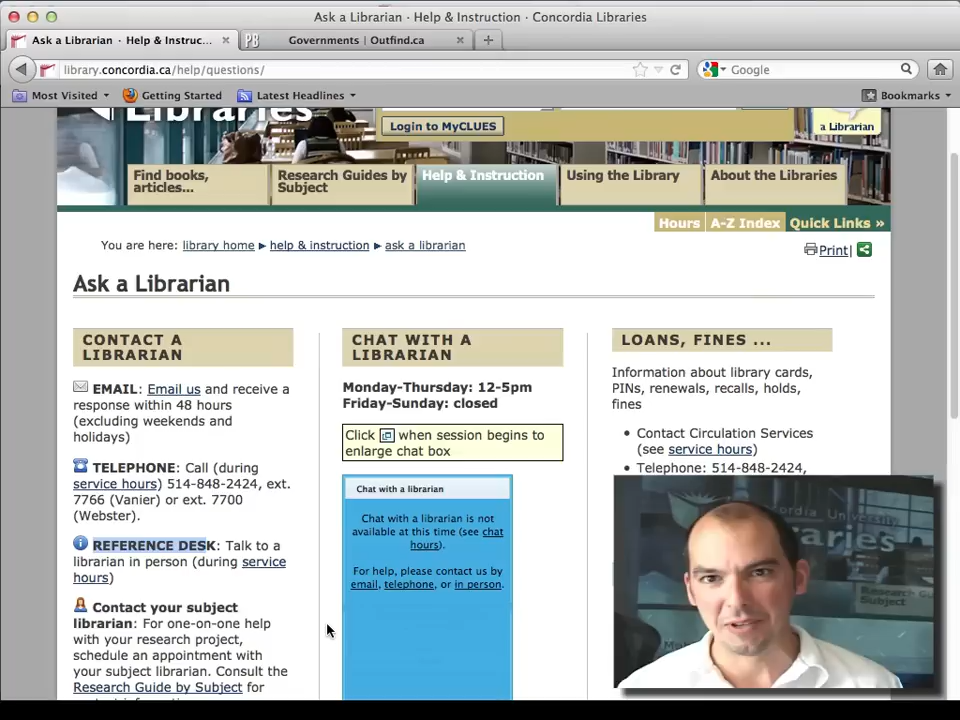 Ask a Librarian · Help & Instruction · Concordia Libraries
Ask a Librarian · Help & Instruc...
Governments | Outfind.ca
library.concordia.ca/help/questions/
Google
Most Visited
Getting Started
Latest Headlines
Bookmarks
Libraries
Login to MyCLUES
a Librarian
Find books, articles...
Research Guides by Subject
Help & Instruction
Using the Library
About the Libraries
Hours
A-Z Index
Quick Links »
You are here: library home ▶ help & instruction ▶ ask a librarian
Print|
Ask a Librarian
CONTACT A
LIBRARIAN
EMAIL: Email us and receive a
response within 48 hours
(excluding weekends and
holidays)
TELEPHONE: Call (during
service hours) 514-848-2424, ext.
7766 (Vanier) or ext. 7700
(Webster).
REFERENCE DESK: Talk to a
librarian in person (during service
hours)
Contact your subject
librarian: For one-on-one help
with your research project,
schedule an appointment with
your subject librarian. Consult the
Research Guide by Subject for
CHAT WITH A
LIBRARIAN
Monday-Thursday: 12-5pm
Friday-Sunday: closed
Click when session begins to
enlarge chat box
Chat with a librarian
Chat with a librarian is not
available at this time (see chat
hours).
For help, please contact us by
email, telephone, or in person.
LOANS, FINES ...
Information about library cards,
PINs, renewals, recalls, holds,
fines
• Contact Circulation Services
(see service hours)
• Telephone: 514-848-2424,